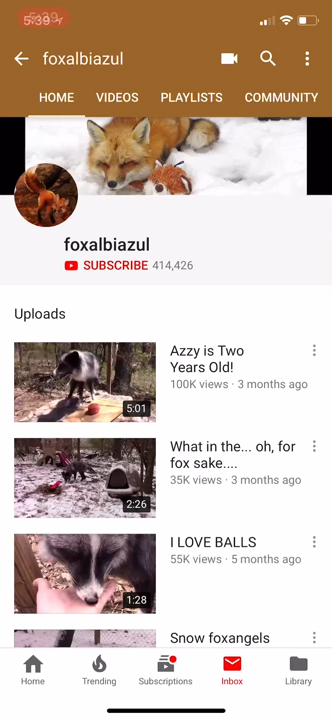 5:39
foxalbiazul
HOME VIDEOS PLAYLISTS COMMUNITY
foxalbiazul
SUBSCRIBE 414,426
Uploads
Azzy is Two
Years Old!
100K views · 3 months ago
5:01
What in the... oh, for
fox sake....
35K views · 3 months ago
2:26
I LOVE BALLS
55K views · 5 months ago
1:28
Snow foxangels
Home Trending Subscriptions Inbox Library